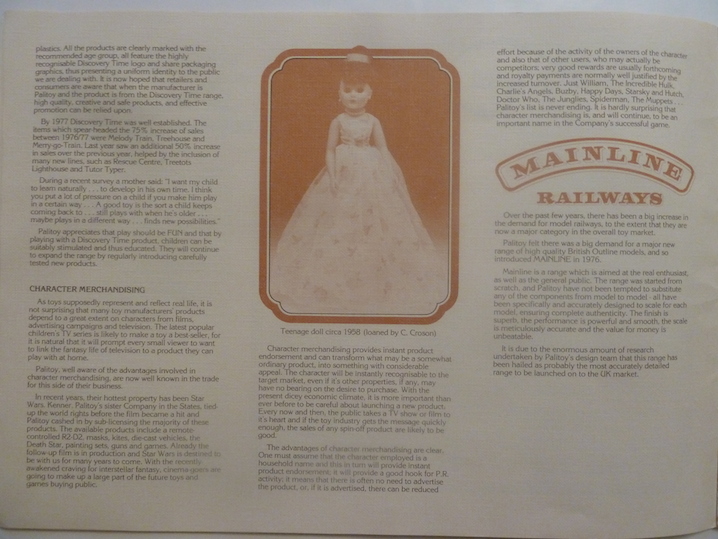 plastics. All the products are clearly marked with the
recommended age group, all feature the highly
recognisable Discovery Time logo and share packaging
graphics, thus presenting a uniform identity to the public
we are dealing with. It is now hoped that retailers and
consumers are aware that when the manufacturer is
Palitoy and the product is from the Discovery Time range,
high quality, creative and safe products, and effective
promotion can be relied upon.
By 1977 Discovery Time was well established. The
items which spear-headed the 75% increase of sales
between 1976/77 were Melody Train, Treehouse and
Merry-go-Train. Last year saw an additional 50% increase
in sales over the previous year, helped by the inclusion of
many new lines, such as Rescue Centre, Treetots
Lighthouse and Tutor Typer.
During a recent survey a mother said: "I want my child
to learn naturally . . . to develop in his own time. I think
you put a lot of pressure on a child if you make him play
in a certain way . . . A good toy is the sort a child keeps
coming back to . . . still plays with when he's older . . .
maybe plays in a different way . . . finds new possibilities."
Palitoy appreciates that play should be FUN and that by
playing with a Discovery Time product, children can be
suitably stimulated and thus educated. They will continue
to expand the range by regularly introducing carefully
tested new products.
CHARACTER MERCHANDISING
As toys supposedly represent and reflect real life, it is
not surprising that many toy manufacturers' products
depend to a great extent on characters from films,
advertising campaigns and television. The latest popular
children's TV series is likely to make a toy a best-seller, for
it is natural that it will prompt every small viewer to want
to link the fantasy life of television to a product they can
play with at home.
Palitoy, well aware of the advantages involved in
character merchandising, are now well known in the trade
for this side of their business.
In recent years, their hottest property has been Star
Wars. Kenner, Palitoy's sister Company in the States, tied-
up the world rights before the film became a hit and
Palitoy cashed in by sub-licensing the majority of these
products. The available products include a remote-
controlled R2-D2, masks, kites, die-cast vehicles, the
Death Star, painting sets, guns and games. Already the
follow-up film is in production and Star Wars is destined to
be with us for many years to come. With the recently
awakened craving for interstellar fantasy, cinema-goers are
going to make up a large part of the future toys and
games buying public.
Teenage doll circa 1958 (loaned by C. Croson)
Character merchandising provides instant product
endorsement and can transform what may be a somewhat
ordinary product, into something with considerable
appeal. The character will be instantly recognisable to the
target market, even if it's other properties, if any, may
have no bearing on the desire to purchase. With the
present dicey economic climate, it is more important than
ever before to be careful about launching a new product.
Every now and then, the public takes a TV show or film to
it's heart and if the toy industry gets the message quickly
enough, the sales of any spin-off product are likely to be
good.
The advantages of character merchandising are clear.
One must assume that the character employed is a
household name and this in turn will provide instant
product endorsement; it will provide a good hook for P.R.
activity; it means that there is often no need to advertise
the product, or, if it is advertised, there can be reduced
effort because of the activity of the owners of the character
and also that of other users, who may actually be
competitors; very good rewards are usually forthcoming
and royalty payments are normally well justified by the
increased turnover. Just William, The Incredible Hulk,
Charlie's Angels, Buzby, Happy Days, Starsky and Hutch,
Doctor Who, The Junglies, Spiderman, The Muppets . . .
Palitoy's list is never ending. It is hardly surprising that
character merchandising is, and will continue, to be an
important name in the Company's successful game.
MAINLINE
RAILWAYS
Over the past few years, there has been a big increase in
the demand for model railways, to the extent that they are
now a major category in the overall toy market.
Palitoy felt there was a big demand for a major new
range of high quality British Outline models, and so
introduced MAINLINE in 1976.
Mainline is a range which is aimed at the real enthusiast,
as well as the general public. The range was started from
scratch, and Palitoy have not been tempted to substitute
any of the components from model to model - all have
been specifically and accurately designed to scale for each
model, ensuring complete authenticity. The finish is
superb, the performance is powerful and smooth, the scale
is meticulously accurate and the value for money is
unbeatable.
It is due to the enormous amount of research
undertaken by Palitoy's design team that this range has
been hailed as probably the most accurately detailed
range to be launched on to the UK market.